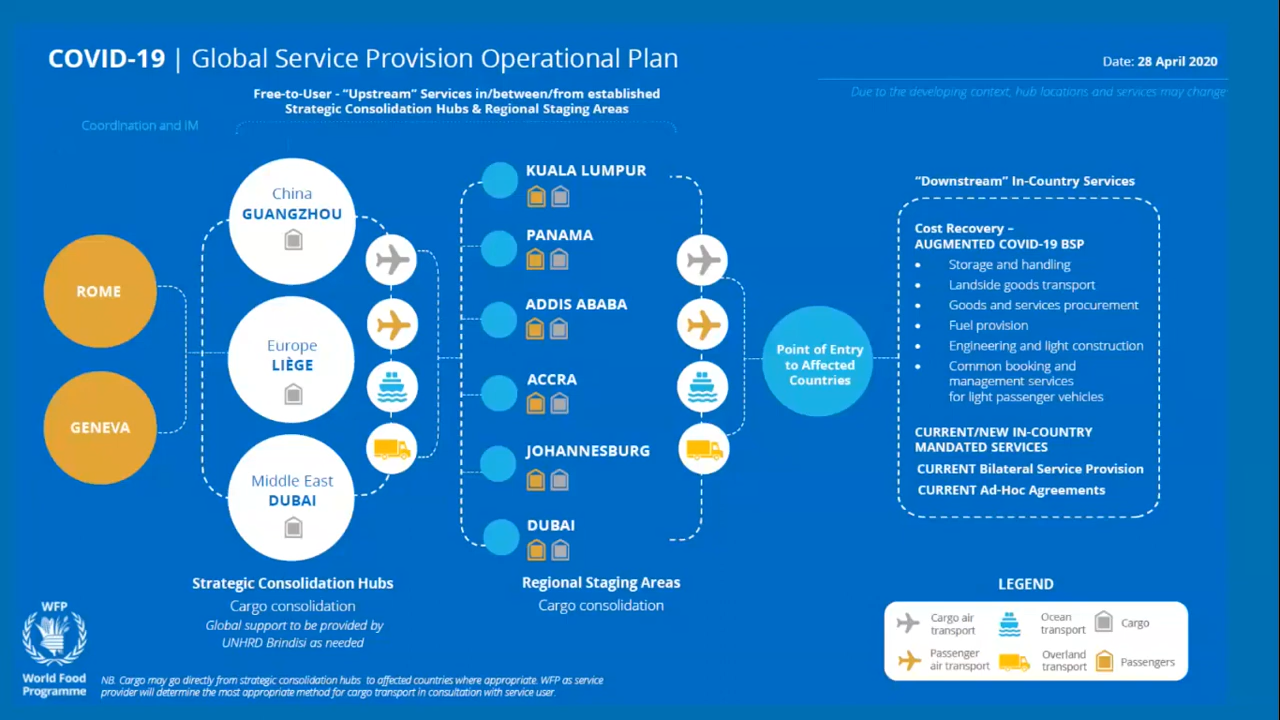 COVID-19 | Global Service Provision Operational Plan
Date: 28 April 2020
Due to the developing context, hub locations and services may change
Free-to-User - “Upstream” Services in/between/from established
Strategic Consolidation Hubs & Regional Staging Areas
Coordination and IM
ROME
GENEVA
China
GUANGZHOU
Europe
LIÈGE
Middle East
DUBAI
Strategic Consolidation Hubs
Cargo consolidation
Global support to be provided by
UNHRD Brindisi as needed
KUALA LUMPUR
PANAMA
ADDIS ABABA
ACCRA
JOHANNESBURG
DUBAI
Regional Staging Areas
Cargo consolidation
Point of Entry
to Affected
Countries
“Downstream” In-Country Services
Cost Recovery –
AUGMENTED COVID-19 BSP
• Storage and handling
• Landside goods transport
• Goods and services procurement
• Fuel provision
• Engineering and light construction
• Common booking and
management services
for light passenger vehicles
CURRENT/NEW IN-COUNTRY
MANDATED SERVICES
CURRENT Bilateral Service Provision
CURRENT Ad-Hoc Agreements
LEGEND
Cargo air
transport
Ocean
transport
Cargo
Passenger
air transport
Overland
transport
Passengers
WFP
World Food
Programme
NB. Cargo may go directly from strategic consolidation hubs to affected countries where appropriate. WFP as service
provider will determine the most appropriate method for cargo transport in consultation with service user.